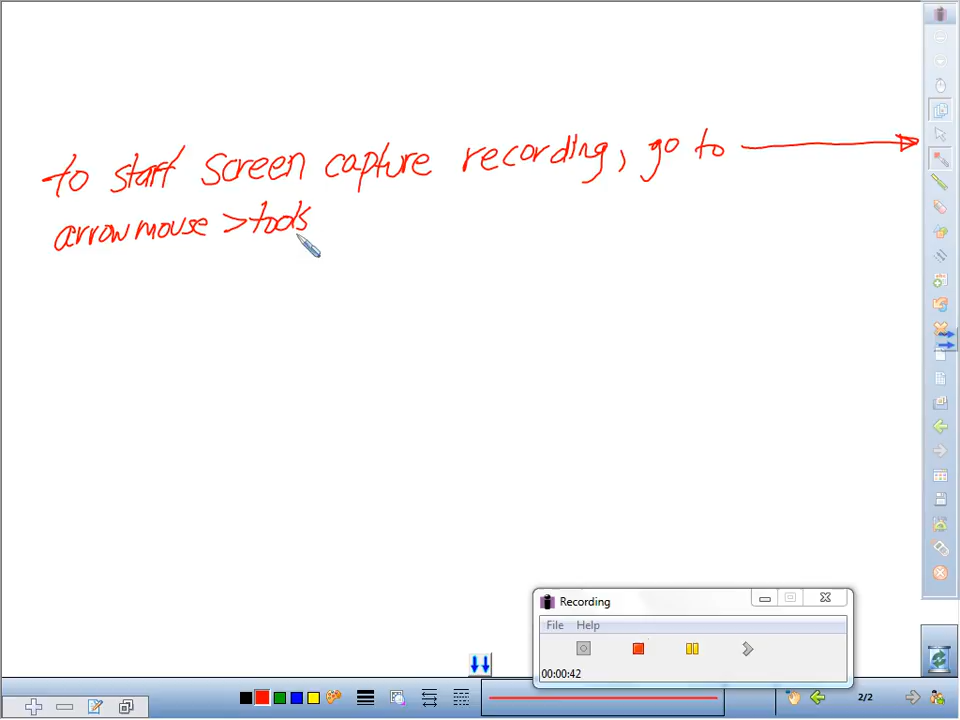 to start screen capture recording, go to
arrow mouse > tools
Recording
File Help
00:00:42
2/2